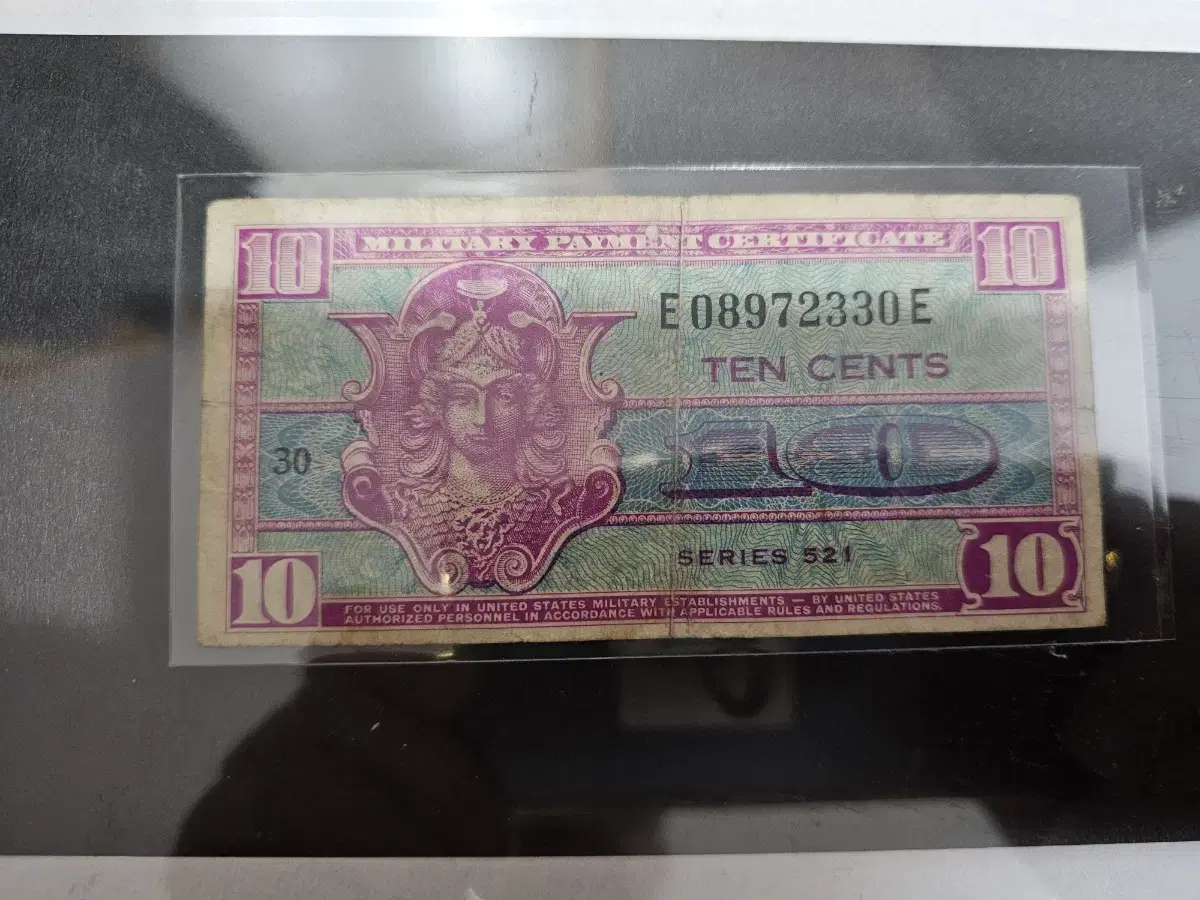 10 MILITARY PAYMENT CERTIFICATE 10
E08972330E
TEN CENTS
30
10
SERIES 521
10
10
FOR USE ONLY IN UNITED STATES MILITARY ESTABLISHMENTS — BY UNITED STATES
AUTHORIZED PERSONNEL IN ACCORDANCE WITH APPLICABLE RULES AND REGULATIONS.